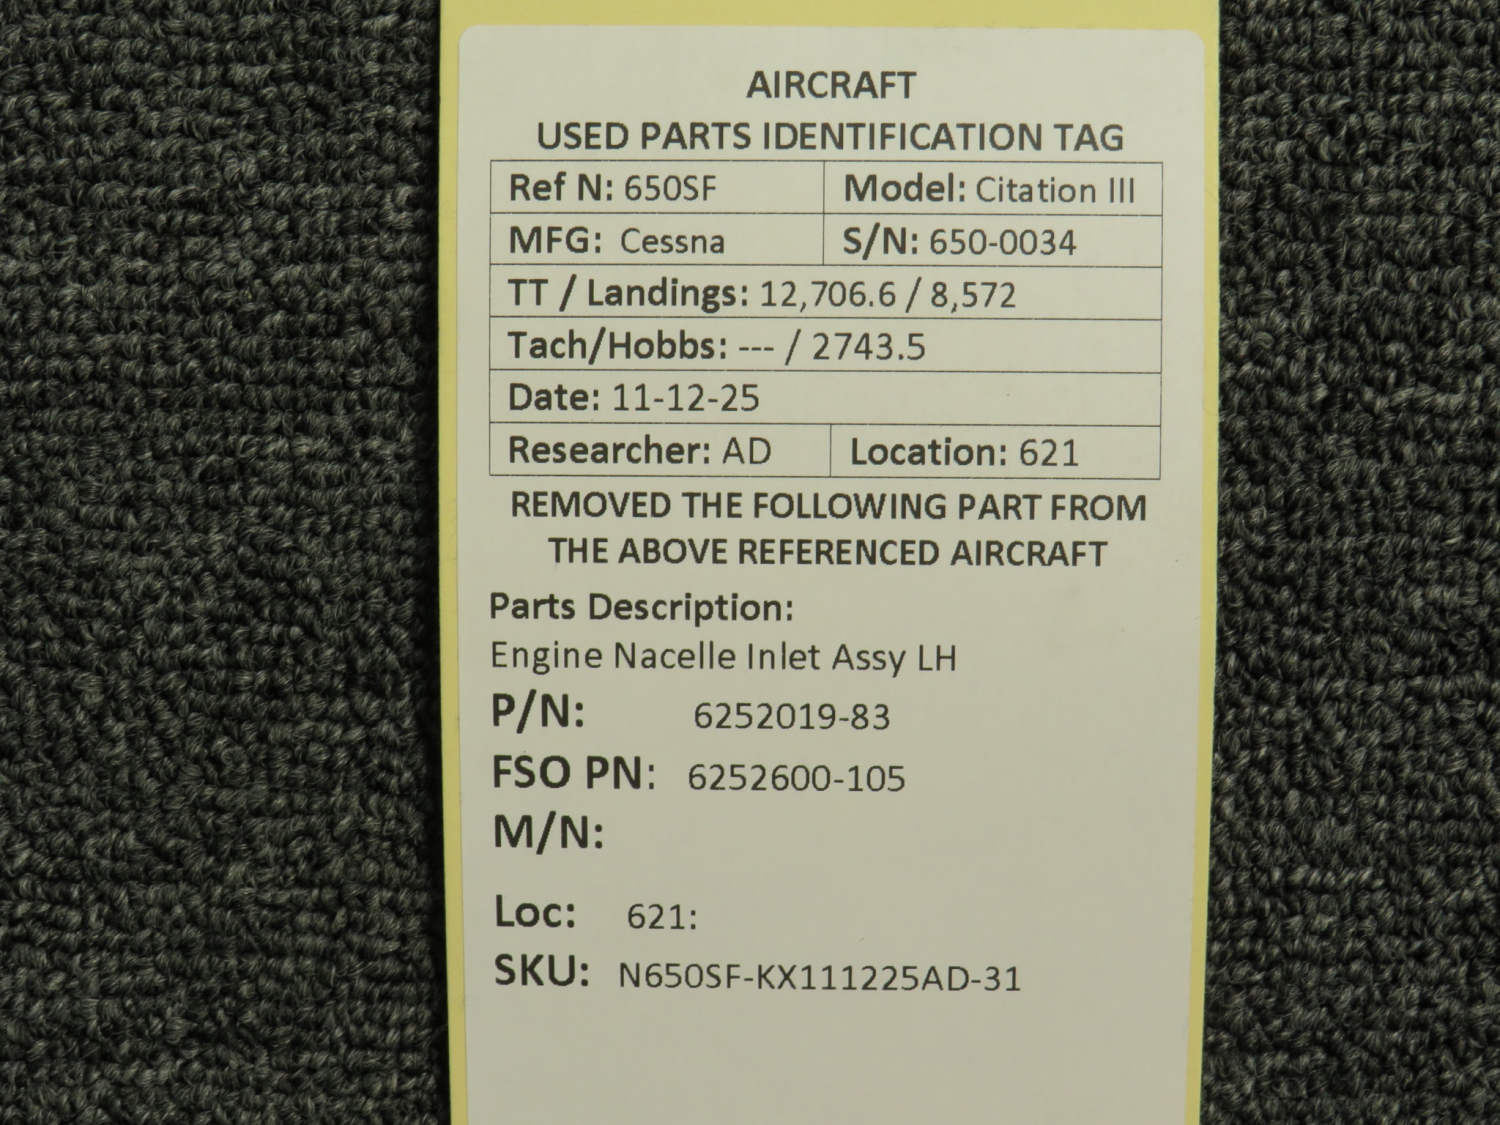 AIRCRAFT
USED PARTS IDENTIFICATION TAG
Ref N: 650SF Model: Citation III
MFG: Cessna S/N: 650-0034
TT / Landings: 12,706.6 / 8,572
Tach/Hobbs: --- / 2743.5
Date: 11-12-25
Researcher: AD Location: 621
REMOVED THE FOLLOWING PART FROM
THE ABOVE REFERENCED AIRCRAFT
Parts Description:
Engine Nacelle Inlet Assy LH
P/N: 6252019-83
FSO PN: 6252600-105
M/N:
Loc: 621:
SKU: N650SF-KX111225AD-31